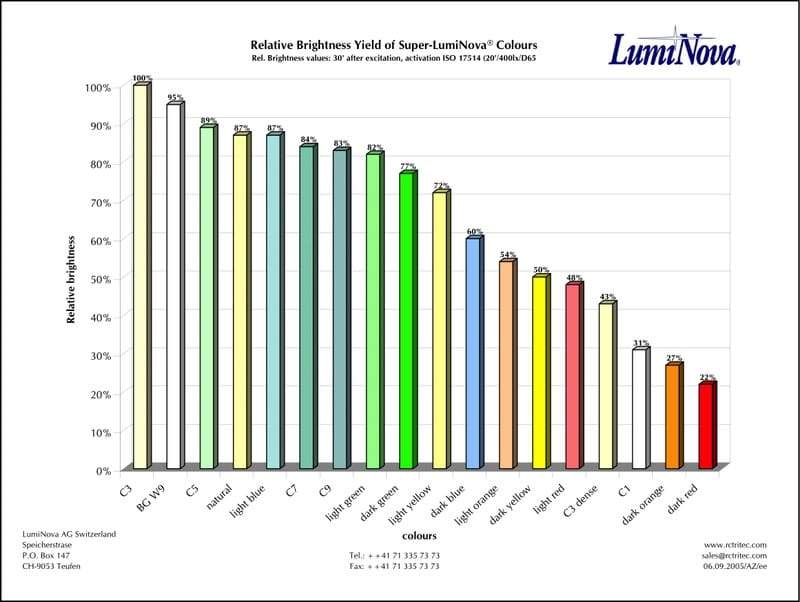 Relative Brightness Yield of Super-LumiNova® Colours
Rel. Brightness values: 30' after excitation, activation ISO 17514 (20'/400lx/D65
LumiNova®
100%
90%
80%
70%
60%
50%
40%
30%
20%
10%
0%
Relative brightness
100%
95%
89%
87%
87%
84%
83%
82%
77%
72%
60%
54%
50%
48%
43%
31%
27%
22%
C3
BG W9
C5
natural
light blue
C7
C9
light green
dark green
light yellow
dark blue
light orange
dark yellow
light red
C3 dense
C1
dark orange
dark red
colours
LumiNova AG Switzerland
Speicherstrase
P.O. Box 147
CH-9053 Teufen
Tel.: ++41 71 335 73 73
Fax: ++41 71 335 73 73
www.rctritec.com
sales@rctritec.com
06.09.2005/AZ/ee